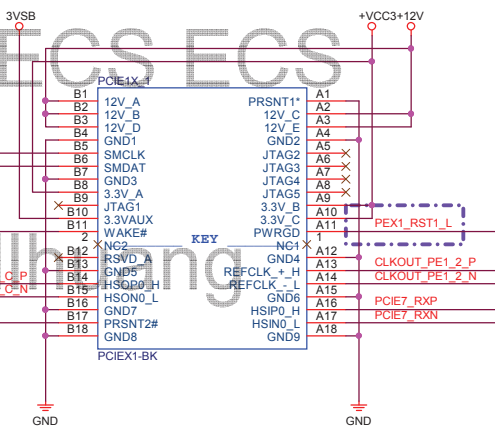 3VSB
+VCC3 +12V
ECS ECS
PCIE1X_1
B1 12V_A PRSNT1* A1
B2 12V_B 12V_C A2
B3 12V_D 12V_E A3
B4 GND1 GND2 A4
B5 SMCLK JTAG2 A5
B6 SMDAT JTAG3 A6
B7 GND3 JTAG4 A7
B8 3.3V_A JTAG5 A8
B9 JTAG1 3.3V_B A9
B10 3.3VAUX 3.3V_C A10
B11 WAKE# PWRGD A11 PEX1_RST1_L
KEY
2 NC2 NC1 1
B12 RSVD_A GND4 A12
B13 GND5 REFCLK_+_H A13 CLKOUT_PE1_2_P
C_P B14 HSOP0_H REFCLK_-_L A14 CLKOUT_PE1_2_N
C_N B15 HSON0_L GND6 A15
B16 GND7 HSIP0_H A16 PCIE7_RXP
B17 PRSNT2# HSIN0_L A17 PCIE7_RXN
B18 GND8 GND9 A18
PCIEX1-BK
GND
GND